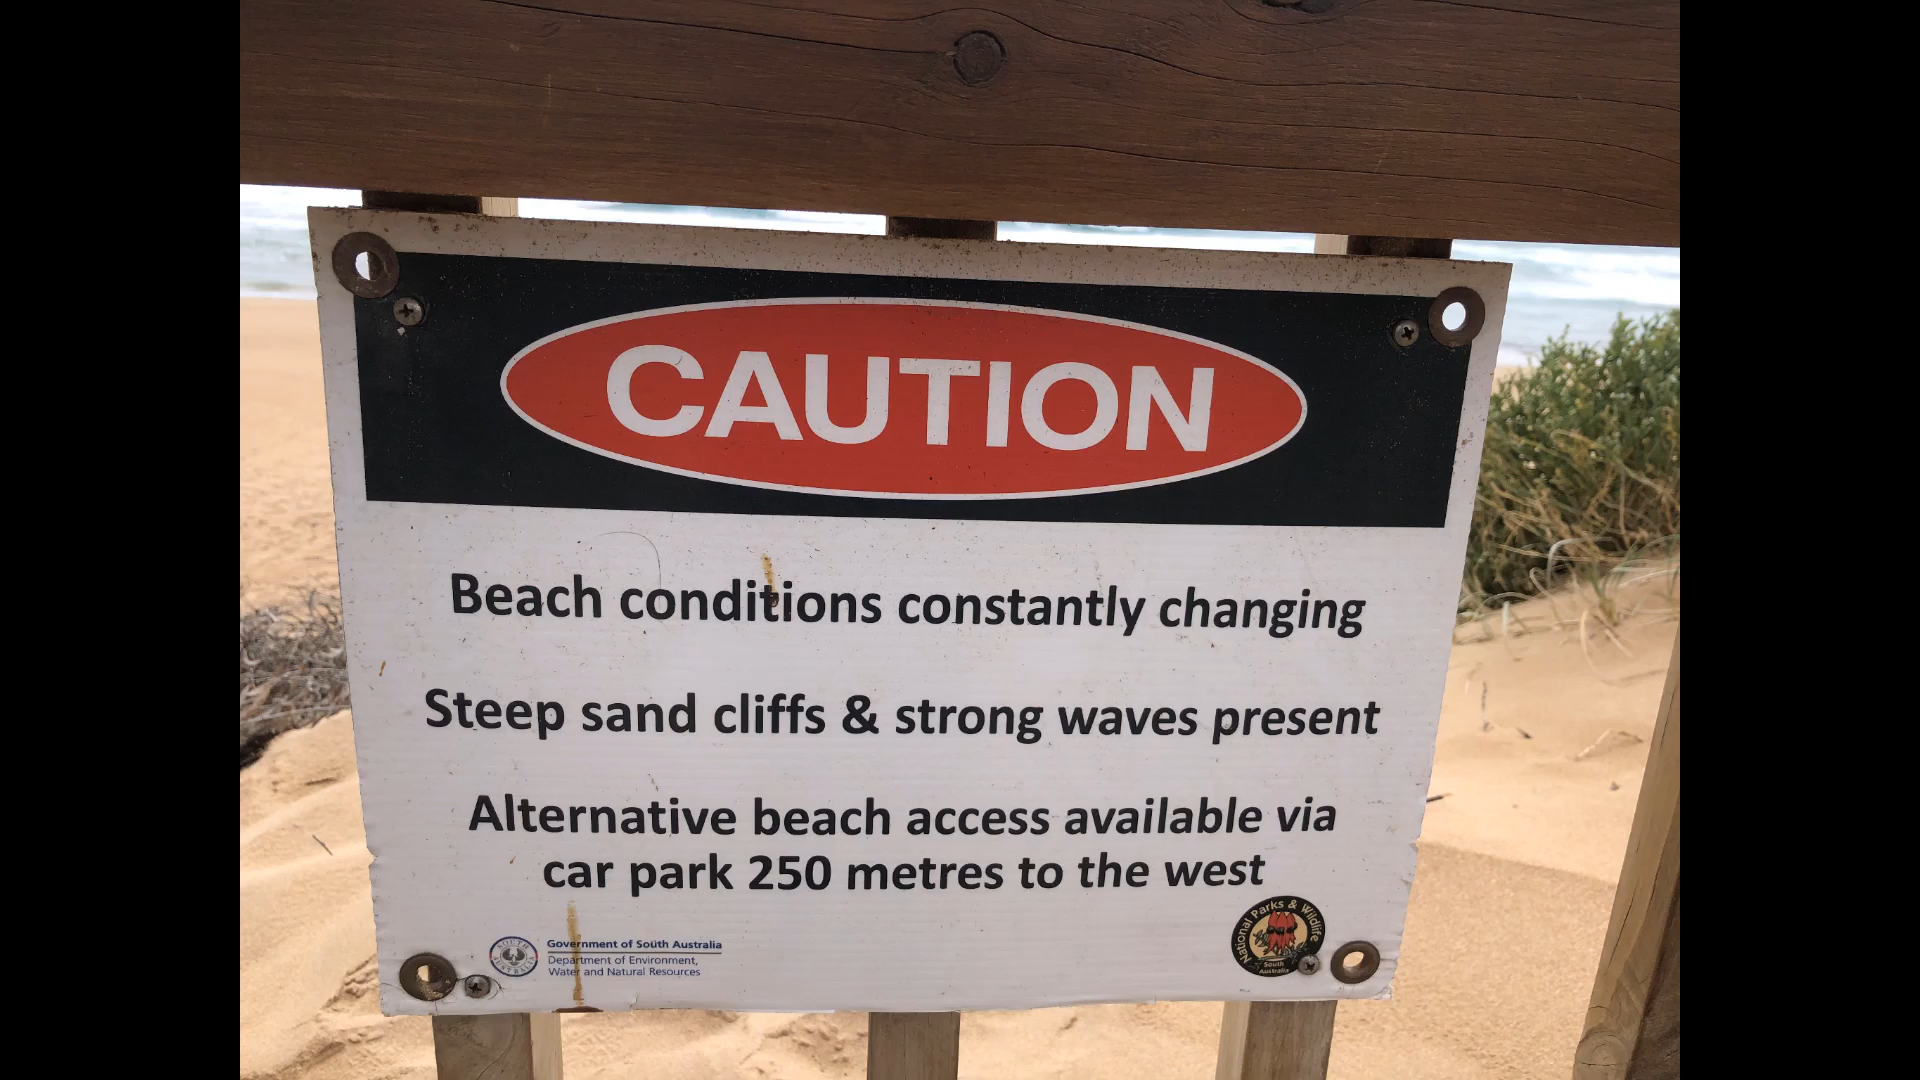 CAUTION
Beach conditions constantly changing
Steep sand cliffs & strong waves present
Alternative beach access available via
car park 250 metres to the west
SOUTH AUSTRALIA
Government of South Australia
Department of Environment,
Water and Natural Resources
National Parks & Wildlife
South
Australia